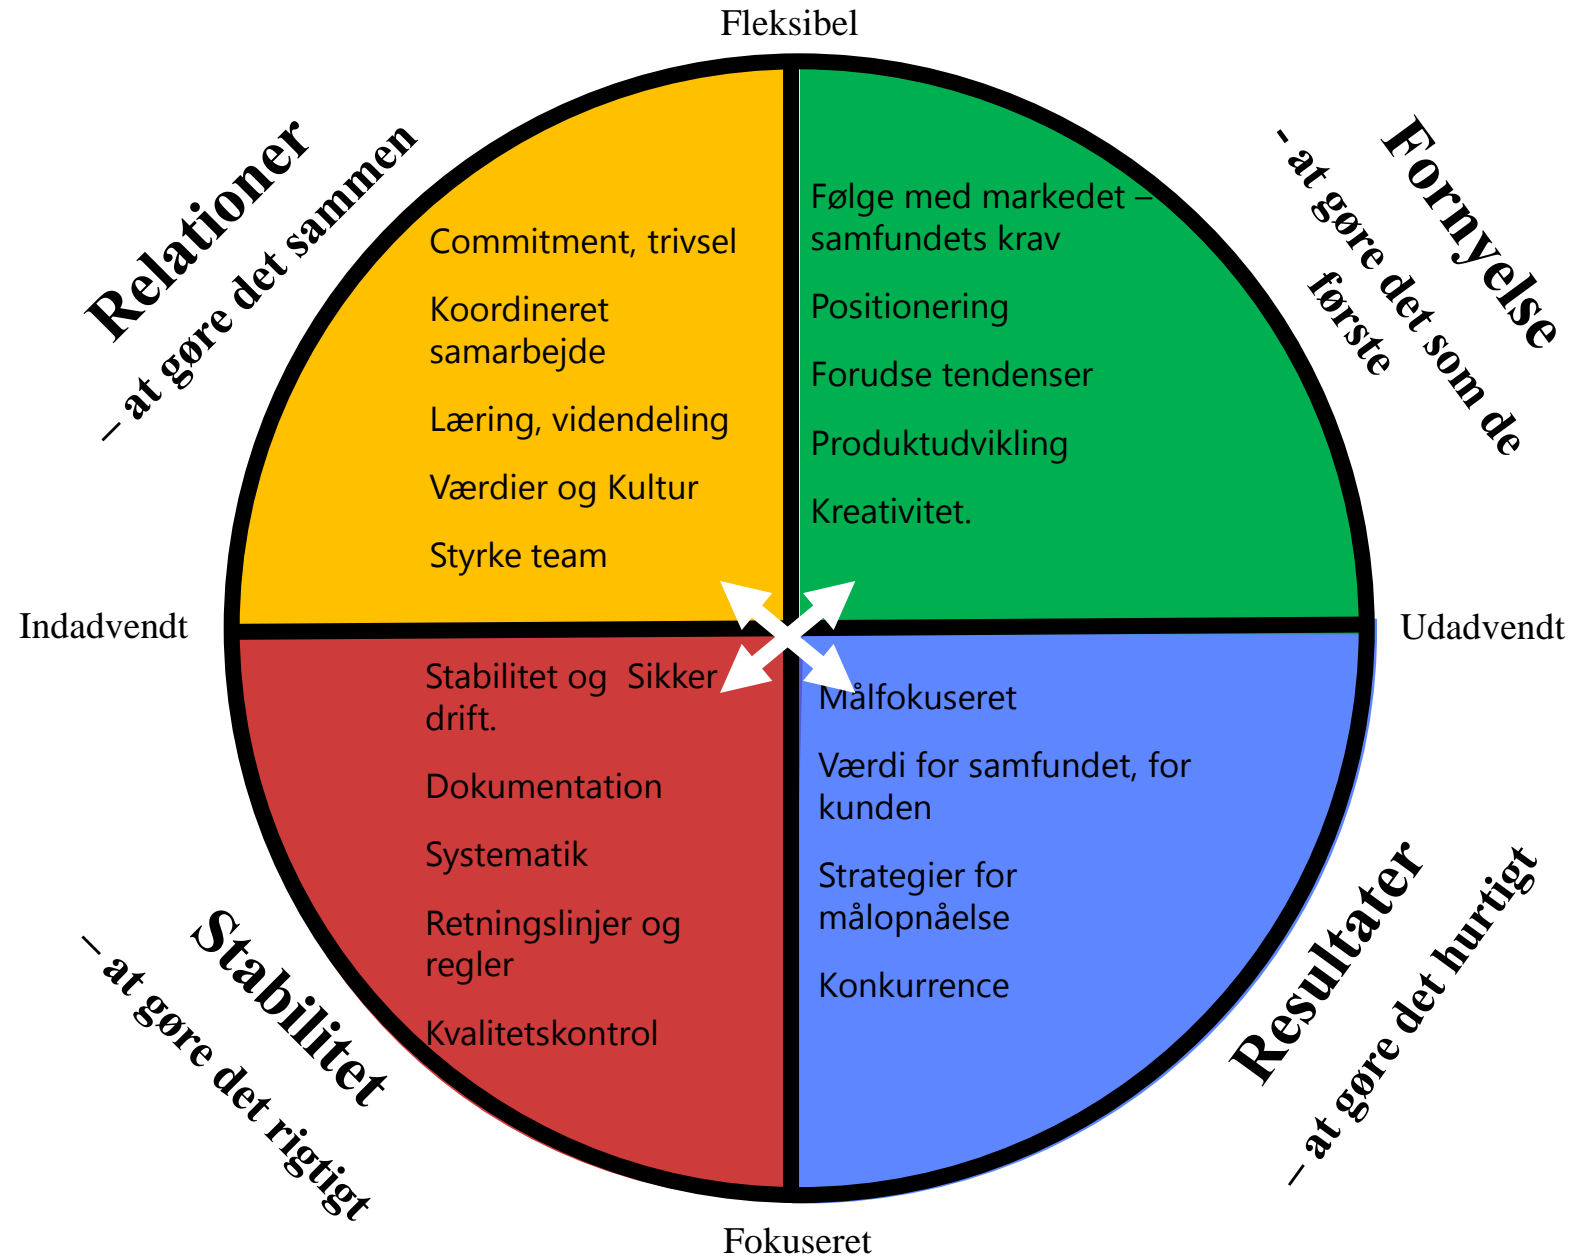 Fleksibel
Relationer
– at gøre det sammen
Fornyelse
- at gøre det som de
første
Commitment, trivsel
Koordineret
samarbejde
Læring, videndeling
Værdier og Kultur
Styrke team
Følge med markedet –
samfundets krav
Positionering
Forudse tendenser
Produktudvikling
Kreativitet.
Indadvendt
Udadvendt
Stabilitet og  Sikker
drift.
Dokumentation
Systematik
Retningslinjer og
regler
Kvalitetskontrol
Målfokuseret
Værdi for samfundet, for
kunden
Strategier for
målopnåelse
Konkurrence
Stabilitet
– at gøre det rigtigt
Resultater
– at gøre det hurtigt
Fokuseret